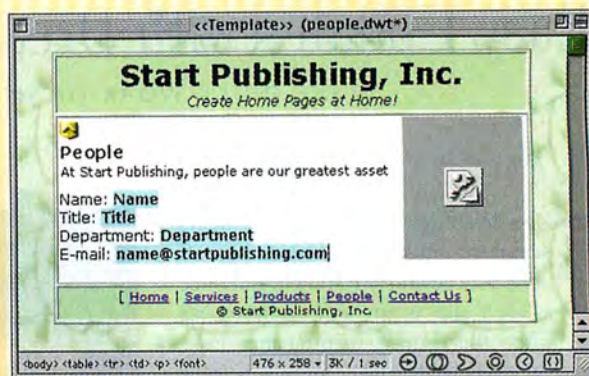 <<Template>> (people.dwt*)
Start Publishing, Inc.
Create Home Pages at Home!
People
At Start Publishing, people are our greatest asset
Name: Name
Title: Title
Department: Department
E-mail: name@startpublishing.com
[ Home | Services | Products | People | Contact Us ]
© Start Publishing, Inc.
<body> <table> <tr> <td> <p> <font> 476 x 258 3K / 1 sec